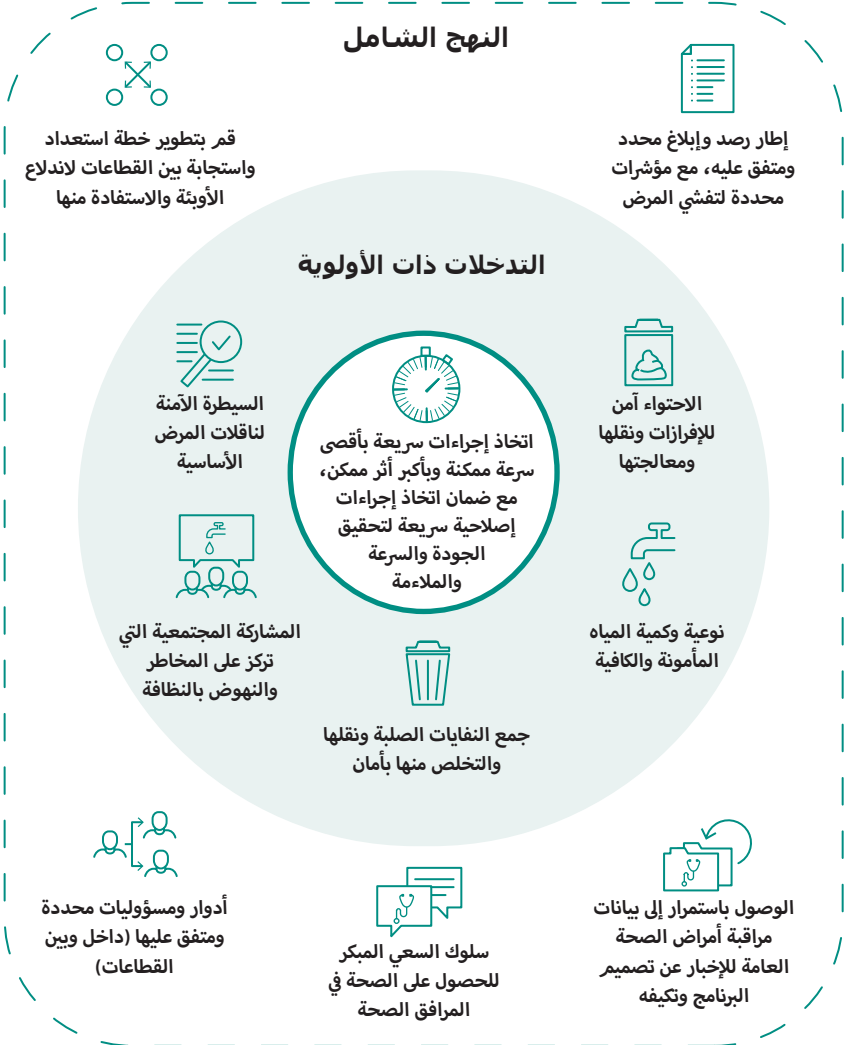 النهج الشامل
إطار رصد وإبلاغ محدد
ومتفق عليه، مع مؤشرات
محددة لتفشي المرض
قم بتطوير خطة استعداد
واستجابة بين القطاعات لاندلاع
الأوبئة والاستفادة منها
التدخلات ذات الأولوية
الاحتواء آمن
للإفرازات ونقلها
ومعالجتها
السيطرة الآمنة
لناقلات المرض
الأساسية
اتخاذ إجراءات سريعة بأقصى
سرعة ممكنة وبأكبر أثر ممكن،
مع ضمان اتخاذ إجراءات
إصلاحية سريعة لتحقيق
الجودة والسرعة
والملاءمة
نوعية وكمية المياه
المأمونة والكافية
المشاركة المجتمعية التي
تركز على المخاطر
والنهوض بالنظافة
جمع النفايات الصلبة ونقلها
والتخلص منها بأمان
الوصول باستمرار إلى بيانات
مراقبة أمراض الصحة
العامة للإخبار عن تصميم
البرنامج وتكيفه
سلوك السعي المبكر
للحصول على الصحة في
المرافق الصحة
أدوار ومسؤوليات محددة
ومتفق عليها (داخل وبين
القطاعات)